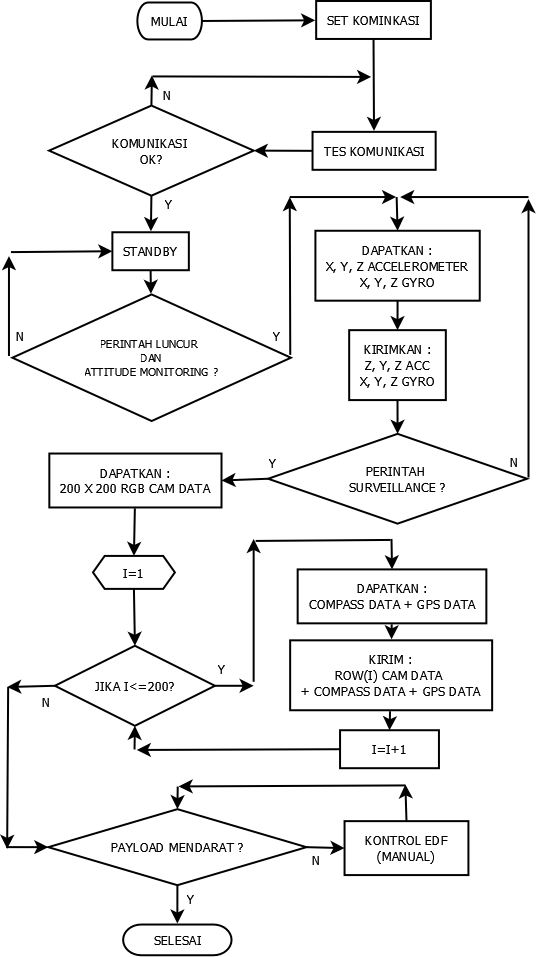 MULAI
SET KOMINKASI
N
KOMUNIKASI
OK?
TES KOMUNIKASI
Y
STANDBY
DAPATKAN :
X, Y, Z ACCELEROMETER
X, Y, Z GYRO
N
PERINTAH LUNCUR
DAN
ATTITUDE MONITORING ?
Y
KIRIMKAN :
Z, Y, Z ACC
X, Y, Z GYRO
Y
PERINTAH
SURVEILLANCE ?
N
DAPATKAN :
200 X 200 RGB CAM DATA
I=1
DAPATKAN :
COMPASS DATA + GPS DATA
JIKA I<=200?
Y
N
KIRIM :
ROW(I) CAM DATA
+ COMPASS DATA + GPS DATA
I=I+1
PAYLOAD MENDARAT ?
N
KONTROL EDF
(MANUAL)
Y
SELESAI